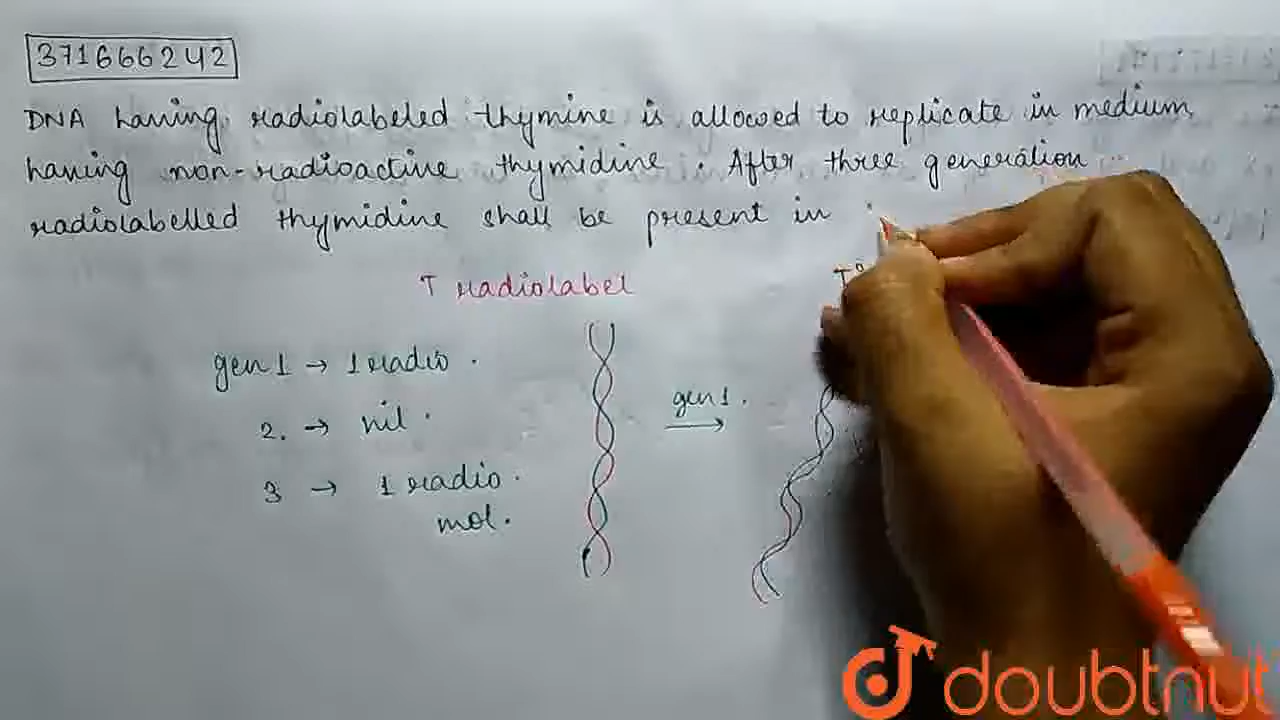 371666242
DNA having radiolabeled thymine is allowed to replicate in medium,
having non-radioactive thymidine. After three generation
radiolabelled thymidine shall be present in
T radiolabel
gen 1 → 1 radio.
2. → nil.
3 → 1 radio.
mol.
gen 1.
T°
doubtnut